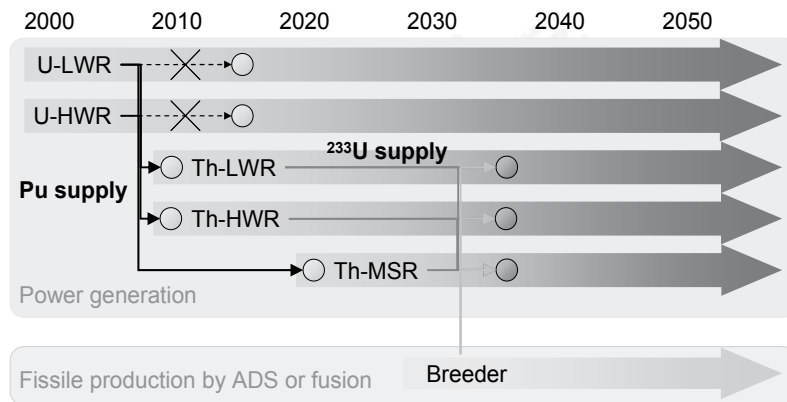 2000 2010 2020 2030 2040 2050
U-LWR
U-HWR
²³³U supply
Th-LWR
Pu supply
Th-HWR
Th-MSR
Power generation
Breeder
Fissile production by ADS or fusion